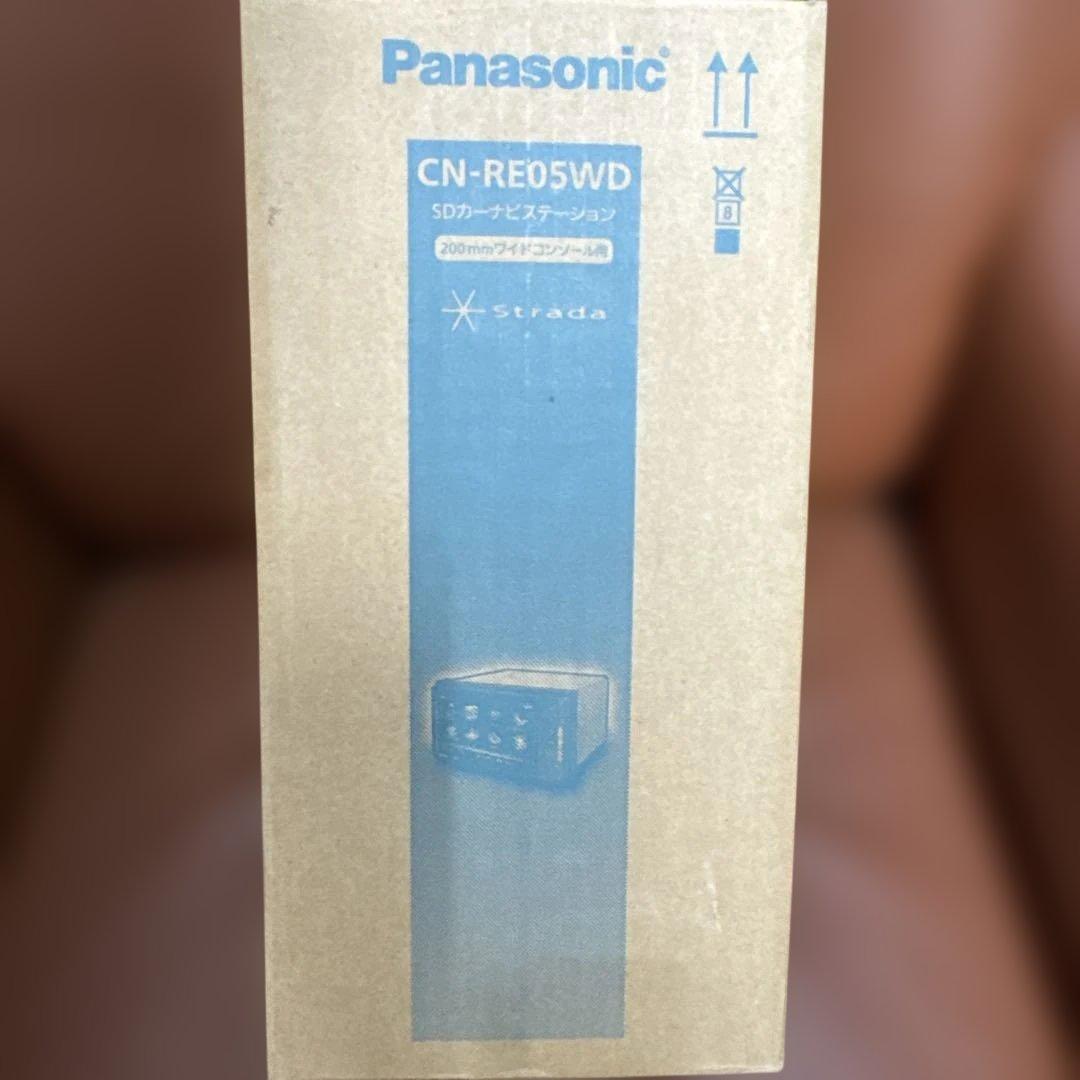 Panasonic®
CN-RE05WD
SDカーナビステーション
200mmワイドコンソール用
Strada
8